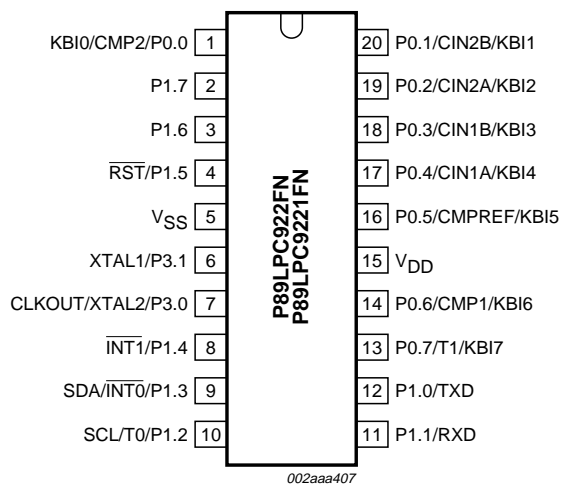 KBI0/CMP2/P0.0 1
P1.7 2
P1.6 3
RST/P1.5 4
VSS 5
XTAL1/P3.1 6
CLKOUT/XTAL2/P3.0 7
INT1/P1.4 8
SDA/INT0/P1.3 9
SCL/T0/P1.2 10
P89LPC922FN
P89LPC9221FN
20 P0.1/CIN2B/KBI1
19 P0.2/CIN2A/KBI2
18 P0.3/CIN1B/KBI3
17 P0.4/CIN1A/KBI4
16 P0.5/CMPREF/KBI5
15 VDD
14 P0.6/CMP1/KBI6
13 P0.7/T1/KBI7
12 P1.0/TXD
11 P1.1/RXD
002aaa407